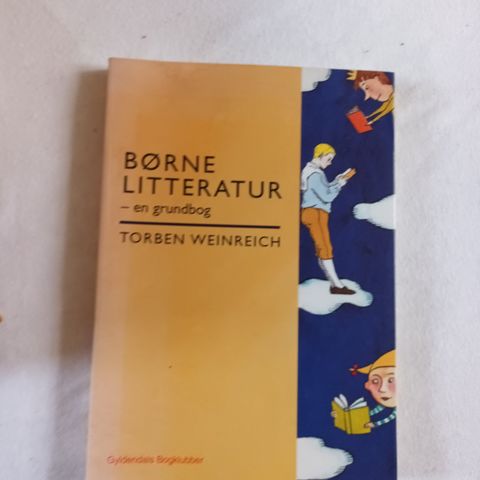 BØRNE
LITTERATUR
– en grundbog
TORBEN WEINREICH
Gyldendals Bogklubber